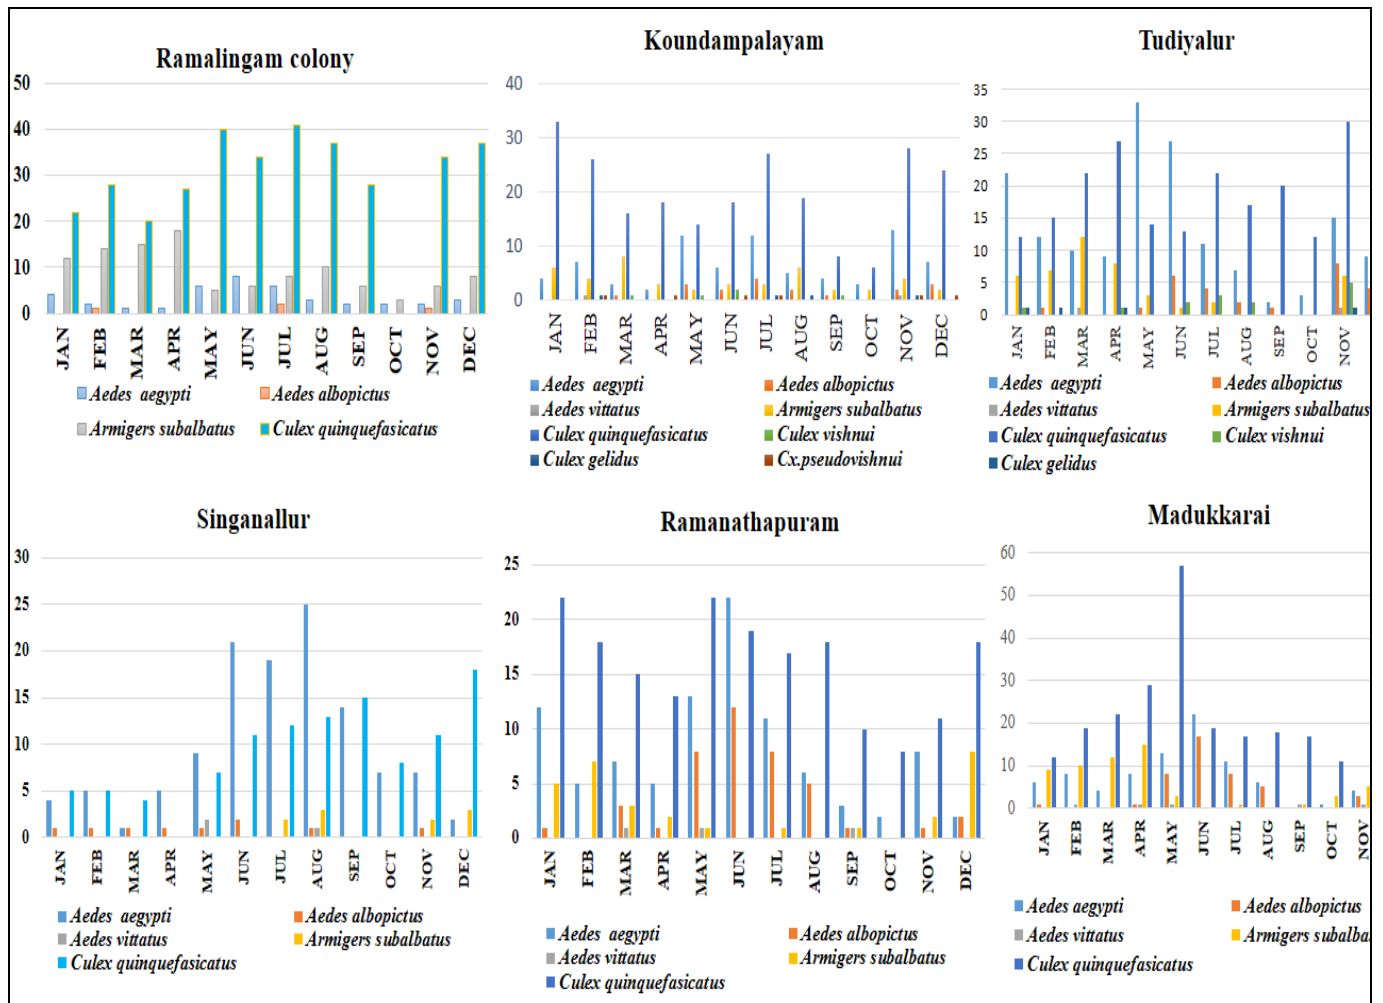 Ramalingam colony
50
40
30
20
10
0
JAN FEB MAR APR MAY JUN JUL AUG SEP OCT NOV DEC
Aedes aegypti Aedes albopictus
Armigers subalbatus Culex quinquefasicatus
Koundampalayam
40
30
20
10
0
JAN FEB MAR APR MAY JUN JUL AUG SEP OCT NOV DEC
Aedes aegypti Aedes albopictus
Aedes vittatus Armigers subalbatus
Culex quinquefasicatus Culex vishnui
Culex gelidus Cx.pseudovishnui
Tudiyalur
35
30
25
20
15
10
5
0
JAN FEB MAR APR MAY JUN JUL AUG SEP OCT NOV
Aedes aegypti Aedes albopictus
Aedes vittatus Armigers subalbatus
Culex quinquefasicatus Culex vishnui
Culex gelidus
Singanallur
30
25
20
15
10
5
0
JAN FEB MAR APR MAY JUN JUL AUG SEP OCT NOV DEC
Aedes aegypti Aedes albopictus
Aedes vittatus Armigers subalbatus
Culex quinquefasicatus
Ramanathapuram
25
20
15
10
5
0
JAN FEB MAR APR MAY JUN JUL AUG SEP OCT NOV DEC
Aedes aegypti Aedes albopictus
Aedes vittatus Armigers subalbatus
Culex quinquefasicatus
Madukkarai
60
50
40
30
20
10
0
JAN FEB MAR APR MAY JUN JUL AUG SEP OCT NOV
Aedes aegypti Aedes albopictus
Aedes vittatus Armigers subalba
Culex quinquefasicatus